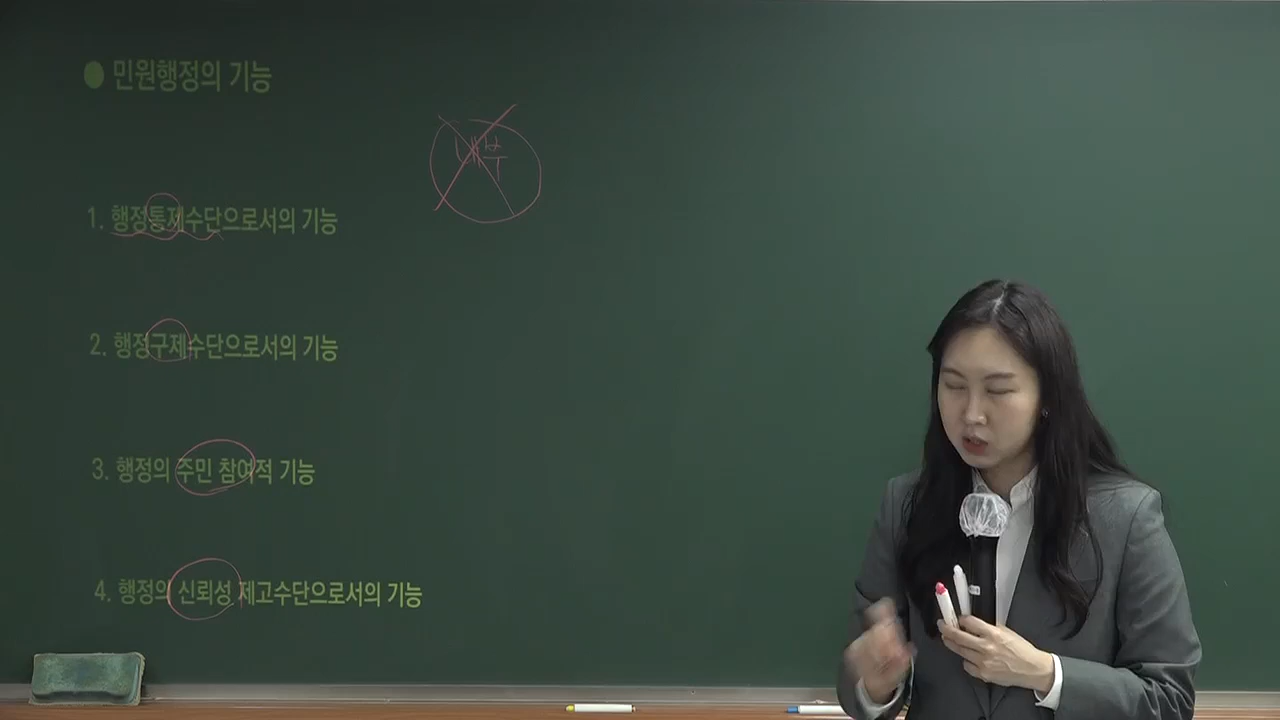 ● 민원행정의 기능
내부
1. 행정통제수단으로서의 기능
2. 행정구제수단으로서의 기능
3. 행정의 주민 참여적 기능
4. 행정의 신뢰성 제고수단으로서의 기능